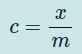 c = x/m